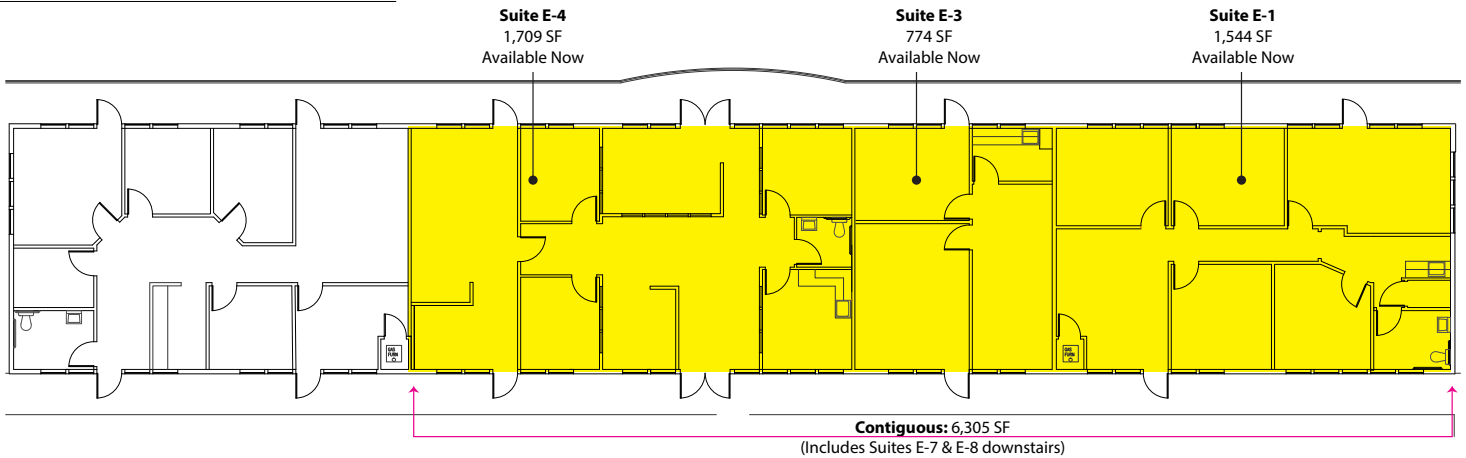 Suite E-4
1,709 SF
Available Now
Suite E-3
774 SF
Available Now
Suite E-1
1,544 SF
Available Now
GAS
FURN
GAS
FURN
Contiguous: 6,305 SF
(Includes Suites E-7 & E-8 downstairs)